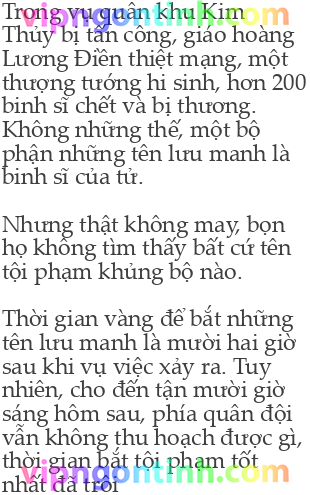 Trong vụ quân khu Kim
Thủy bị tấn công, giáo hoàng
Lương Điền thiệt mạng, một
thượng tướng hi sinh, hơn 200
binh sĩ chết và bị thương.
Không những thế, một bộ
phận những tên lưu manh là
binh sĩ của tử.
Nhưng thật không may, bọn
họ không tìm thấy bất cứ tên
tội phạm khủng bộ nào.
vipngontinh.com
Thời gian vàng để bắt những
tên lưu manh là mười hai giờ
sau khi vụ việc xảy ra. Tuy
nhiên, cho đến tận mười giờ
sáng hôm sau, phía quân đội
vẫn không thu hoạch được gì,
thời gian bắt tội phạm tốt
vipngontinh.com
nhất đã trôi